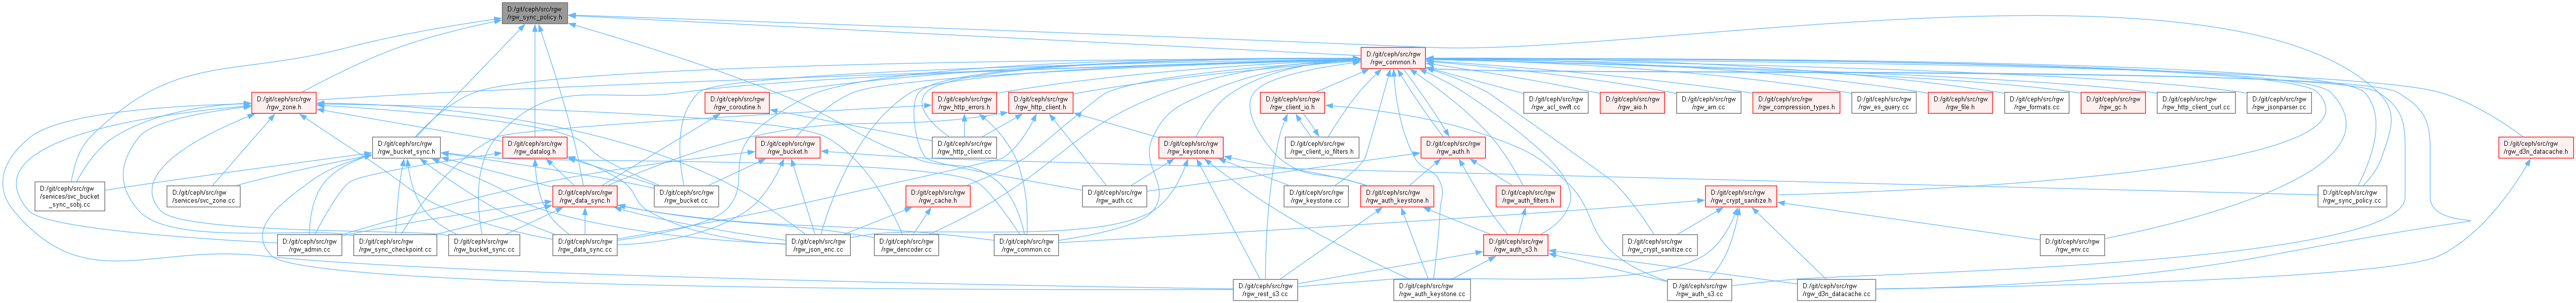 D:/git/ceph/src/rgw
/rgw_sync_policy.h
D:/git/ceph/src/rgw
/rgw_common.h
D:/git/ceph/src/rgw
/rgw_zone.h
D:/git/ceph/src/rgw
/rgw_coroutine.h
D:/git/ceph/src/rgw
/rgw_http_errors.h
D:/git/ceph/src/rgw
/rgw_http_client.h
D:/git/ceph/src/rgw
/rgw_client_io.h
D:/git/ceph/src/rgw
/rgw_acl_swift.cc
D:/git/ceph/src/rgw
/rgw_aio.h
D:/git/ceph/src/rgw
/rgw_arn.cc
D:/git/ceph/src/rgw
/rgw_compression_types.h
D:/git/ceph/src/rgw
/rgw_es_query.cc
D:/git/ceph/src/rgw
/rgw_file.h
D:/git/ceph/src/rgw
/rgw_formats.cc
D:/git/ceph/src/rgw
/rgw_gc.h
D:/git/ceph/src/rgw
/rgw_http_client_curl.cc
D:/git/ceph/src/rgw
/rgw_jsonparser.cc
D:/git/ceph/src/rgw
/rgw_bucket_sync.h
D:/git/ceph/src/rgw
/rgw_datalog.h
D:/git/ceph/src/rgw
/rgw_bucket.h
D:/git/ceph/src/rgw
/rgw_http_client.cc
D:/git/ceph/src/rgw
/rgw_keystone.h
D:/git/ceph/src/rgw
/rgw_client_io_filters.h
D:/git/ceph/src/rgw
/rgw_auth.h
D:/git/ceph/src/rgw
/rgw_d3n_datacache.h
D:/git/ceph/src/rgw
/services/svc_bucket
_sync_sobj.cc
D:/git/ceph/src/rgw
/services/svc_zone.cc
D:/git/ceph/src/rgw
/rgw_data_sync.h
D:/git/ceph/src/rgw
/rgw_bucket.cc
D:/git/ceph/src/rgw
/rgw_cache.h
D:/git/ceph/src/rgw
/rgw_auth.cc
D:/git/ceph/src/rgw
/rgw_keystone.cc
D:/git/ceph/src/rgw
/rgw_auth_keystone.h
D:/git/ceph/src/rgw
/rgw_auth_filters.h
D:/git/ceph/src/rgw
/rgw_crypt_sanitize.h
D:/git/ceph/src/rgw
/rgw_sync_policy.cc
D:/git/ceph/src/rgw
/rgw_admin.cc
D:/git/ceph/src/rgw
/rgw_sync_checkpoint.cc
D:/git/ceph/src/rgw
/rgw_bucket_sync.cc
D:/git/ceph/src/rgw
/rgw_data_sync.cc
D:/git/ceph/src/rgw
/rgw_json_enc.cc
D:/git/ceph/src/rgw
/rgw_dencoder.cc
D:/git/ceph/src/rgw
/rgw_common.cc
D:/git/ceph/src/rgw
/rgw_auth_s3.h
D:/git/ceph/src/rgw
/rgw_crypt_sanitize.cc
D:/git/ceph/src/rgw
/rgw_env.cc
D:/git/ceph/src/rgw
/rgw_rest_s3.cc
D:/git/ceph/src/rgw
/rgw_auth_keystone.cc
D:/git/ceph/src/rgw
/rgw_auth_s3.cc
D:/git/ceph/src/rgw
/rgw_d3n_datacache.cc